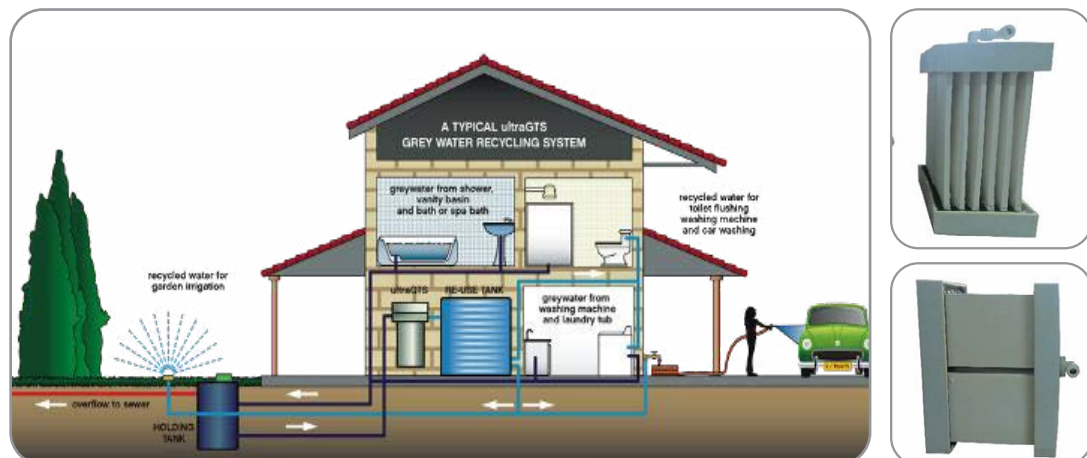 A TYPICAL ultraGTS
GREY WATER RECYCLING SYSTEM
greywater from shower,
vanity basin
and bath or spa bath
recycled water for
toilet flushing
washing machine
and car washing
recycled water for
garden irrigation
ultraGTS
RE-USE TANK
greywater from
washing machine
and laundry tub
overflow to sewer
HOLDING
TANK